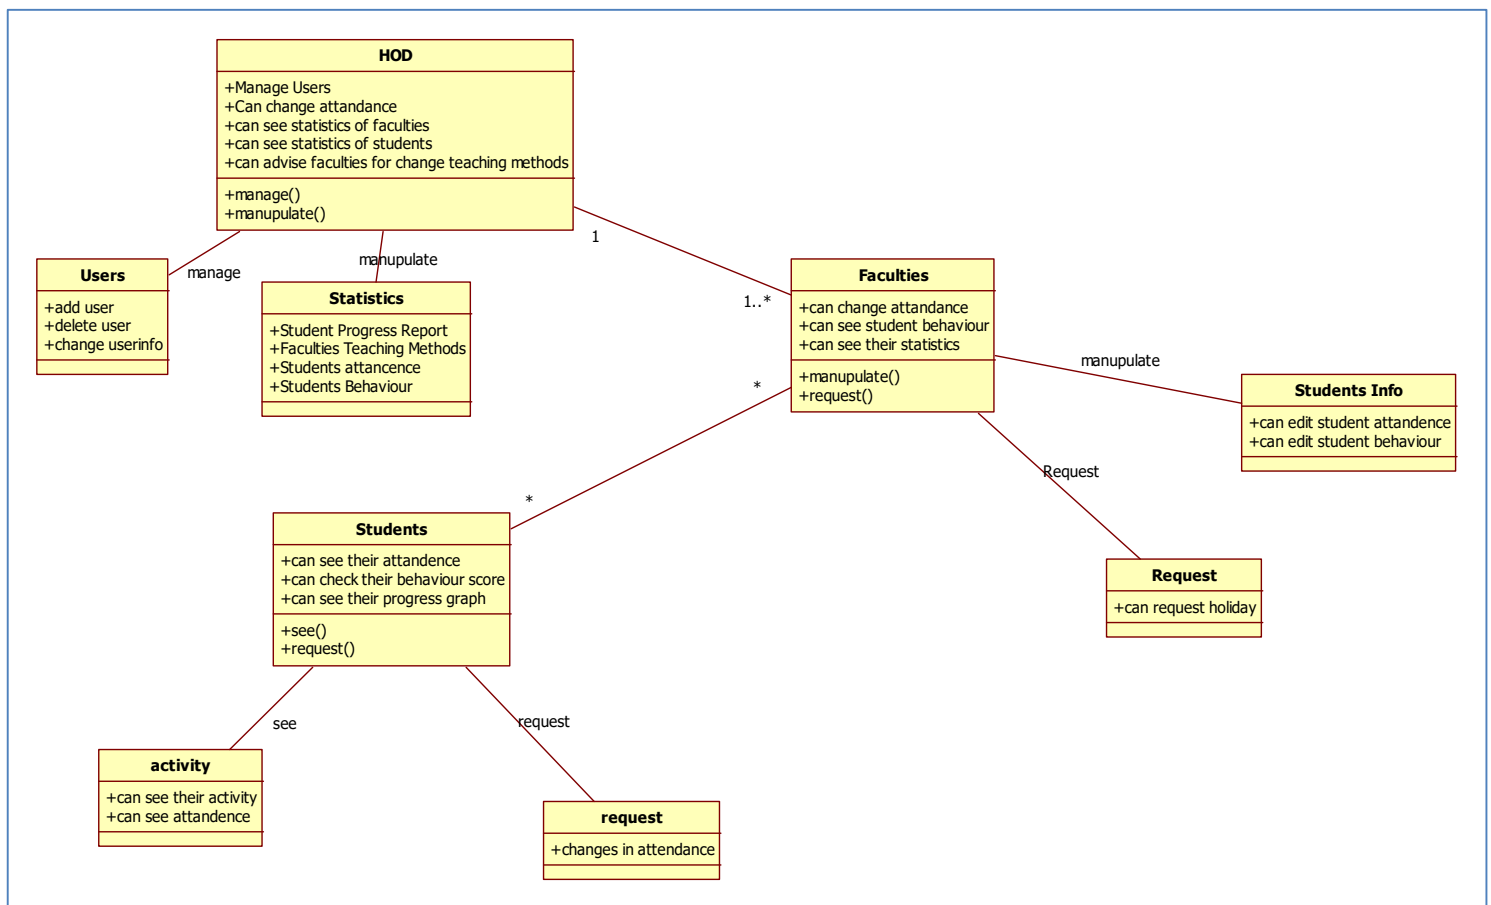 HOD
+Manage Users
+Can change attandance
+can see statistics of faculties
+can see statistics of students
+can advise faculties for change teaching methods
+manage()
+manupulate()
1
1..*
manage
manupulate
Users
+add user
+delete user
+change userinfo
Statistics
+Student Progress Report
+Faculties Teaching Methods
+Students attancence
+Students Behaviour
Faculties
+can change attandance
+can see student behaviour
+can see their statistics
+manupulate()
+request()
manupulate
Students Info
+can edit student attandence
+can edit student behaviour
*
*
Request
Request
+can request holiday
Students
+can see their attandence
+can check their behaviour score
+can see their progress graph
+see()
+request()
see
request
activity
+can see their activity
+can see attandence
request
+changes in attendance